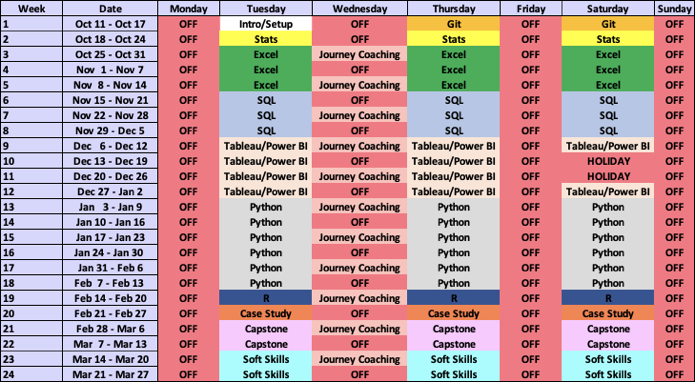 Week Date Monday Tuesday Wednesday Thursday Friday Saturday Sunday
1 Oct 11 - Oct 17 OFF Intro/Setup OFF Git OFF Git OFF
2 Oct 18 - Oct 24 OFF Stats OFF Stats OFF Stats OFF
3 Oct 25 - Oct 31 OFF Excel Journey Coaching Excel OFF Excel OFF
4 Nov 1 - Nov 7 OFF Excel OFF Excel OFF Excel OFF
5 Nov 8 - Nov 14 OFF Excel Journey Coaching Excel OFF Excel OFF
6 Nov 15 - Nov 21 OFF SQL OFF SQL OFF SQL OFF
7 Nov 22 - Nov 28 OFF SQL Journey Coaching SQL OFF SQL OFF
8 Nov 29 - Dec 5 OFF SQL OFF SQL OFF SQL OFF
9 Dec 6 - Dec 12 OFF Tableau/Power BI Journey Coaching Tableau/Power BI OFF Tableau/Power BI OFF
10 Dec 13 - Dec 19 OFF Tableau/Power BI OFF Tableau/Power BI OFF HOLIDAY OFF
11 Dec 20 - Dec 26 OFF Tableau/Power BI Journey Coaching Tableau/Power BI OFF HOLIDAY OFF
12 Dec 27 - Jan 2 OFF Tableau/Power BI OFF Tableau/Power BI OFF Tableau/Power BI OFF
13 Jan 3 - Jan 9 OFF Python Journey Coaching Python OFF Python OFF
14 Jan 10 - Jan 16 OFF Python OFF Python OFF Python OFF
15 Jan 17 - Jan 23 OFF Python Journey Coaching Python OFF Python OFF
16 Jan 24 - Jan 30 OFF Python OFF Python OFF Python OFF
17 Jan 31 - Feb 6 OFF Python Journey Coaching Python OFF Python OFF
18 Feb 7 - Feb 13 OFF Python OFF Python OFF Python OFF
19 Feb 14 - Feb 20 OFF R Journey Coaching R OFF R OFF
20 Feb 21 - Feb 27 OFF Case Study OFF Case Study OFF Case Study OFF
21 Feb 28 - Mar 6 OFF Capstone Journey Coaching Capstone OFF Capstone OFF
22 Mar 7 - Mar 13 OFF Capstone OFF Capstone OFF Capstone OFF
23 Mar 14 - Mar 20 OFF Soft Skills Journey Coaching Soft Skills OFF Soft Skills OFF
24 Mar 21 - Mar 27 OFF Soft Skills OFF Soft Skills OFF Soft Skills OFF